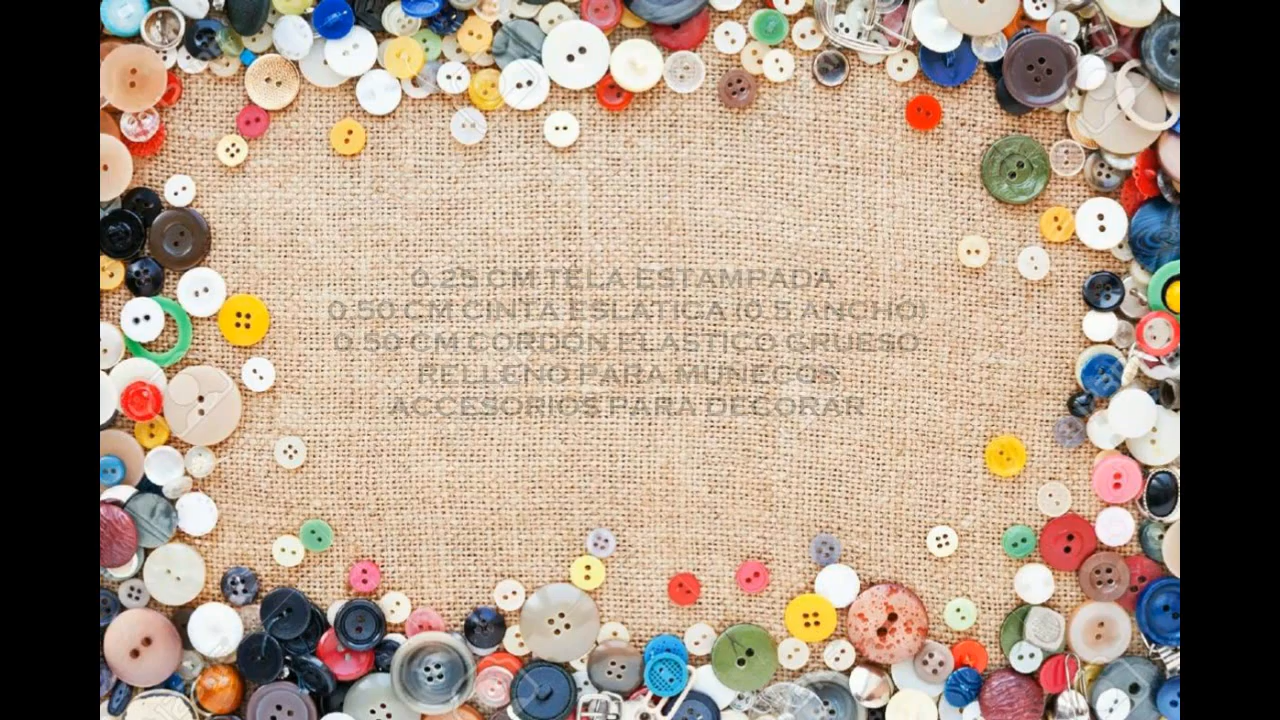 0.25 CM TELA ESTAMPADA
0.50 CM CINTA ESLATICA (0.5 ANCHO)
0.50 CM CORDÓN ELASTICO GRUESO
RELLENO PARA MUÑECOS
ACCESORIOS PARA DECORAR